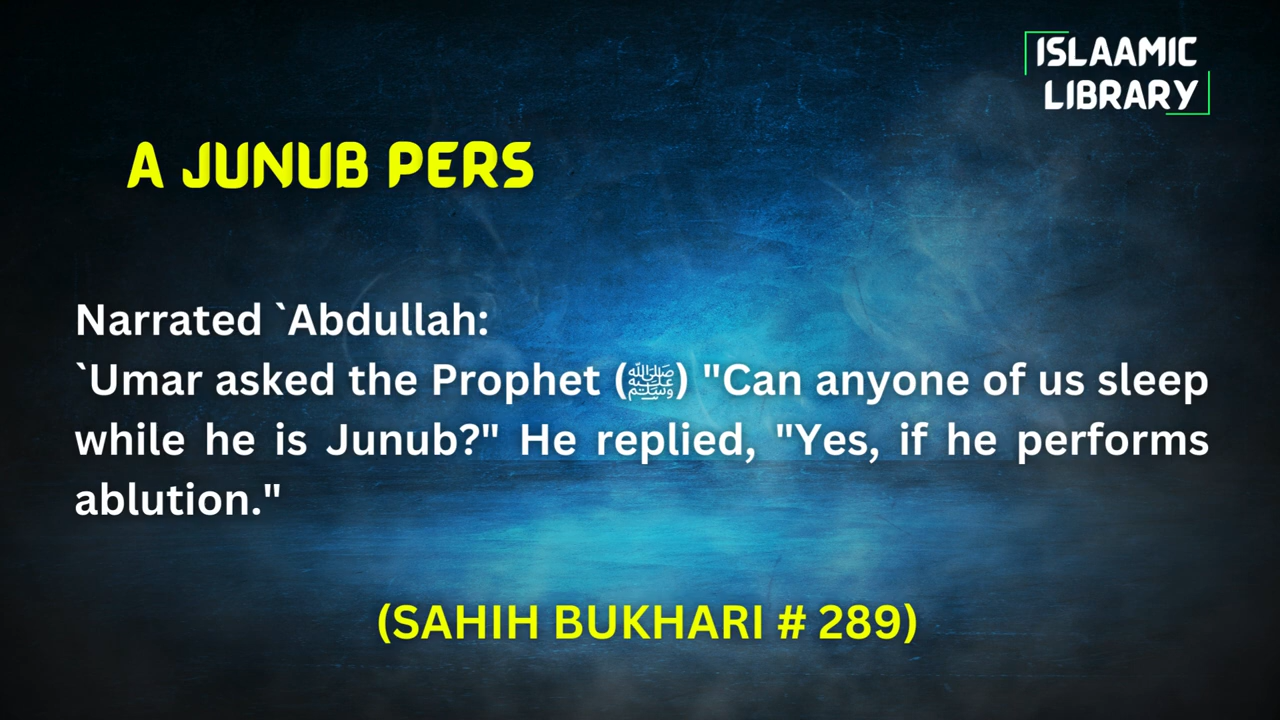 ISLAAMIC
LIBRARY
A JUNUB PERS
Narrated `Abdullah:
`Umar asked the Prophet (ﷺ) "Can anyone of us sleep
while he is Junub?" He replied, "Yes, if he performs
ablution."
(SAHIH BUKHARI # 289)